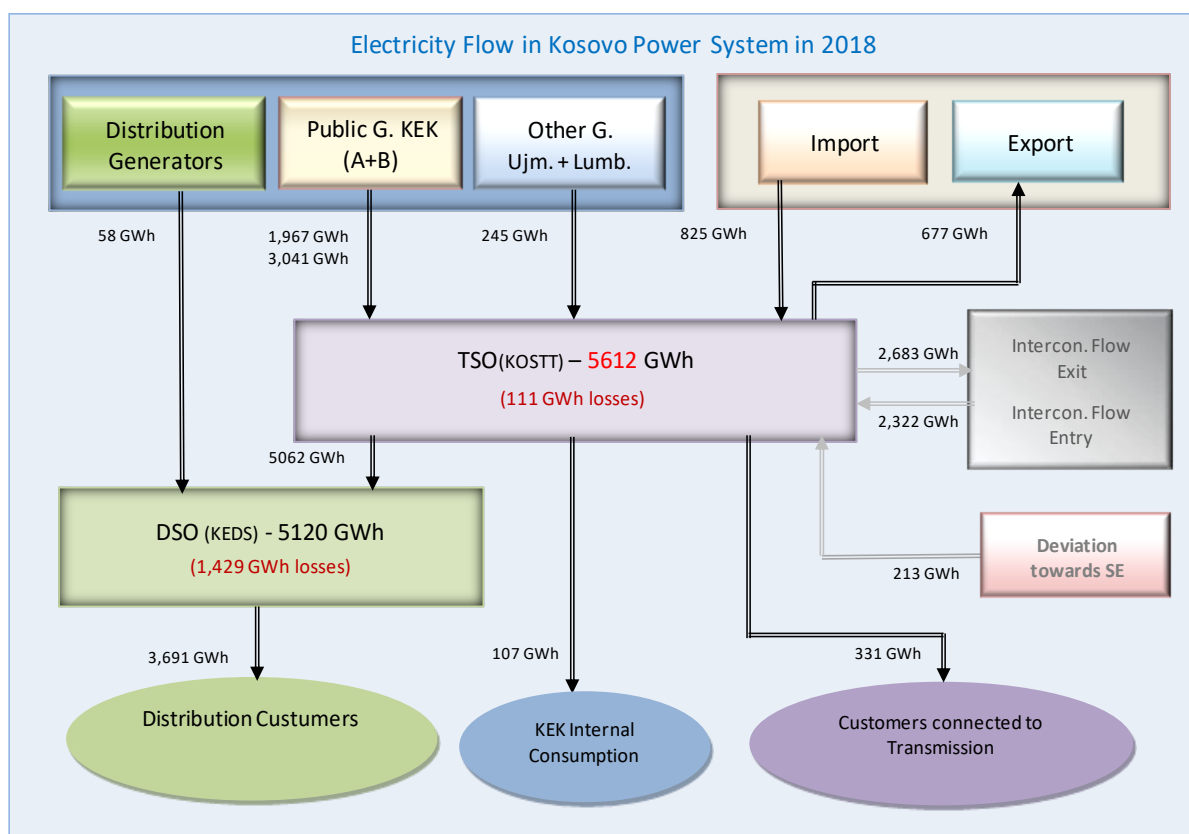 Electricity Flow in Kosovo Power System in 2018
Distribution
Generators
Public G. KEK
(A+B)
Other G.
Ujm. + Lumb.
Import
Export
58 GWh
1,967 GWh
3,041 GWh
245 GWh
825 GWh
677 GWh
TSO(KOSTT) – 5612 GWh
(111 GWh losses)
2,683 GWh
Intercon. Flow
Exit
2,322 GWh
Intercon. Flow
Entry
5062 GWh
DSO (KEDS) - 5120 GWh
(1,429 GWh losses)
Deviation
towards SE
213 GWh
3,691 GWh
107 GWh
331 GWh
Distribution Custumers
KEK Internal
Consumption
Customers connected to
Transmission